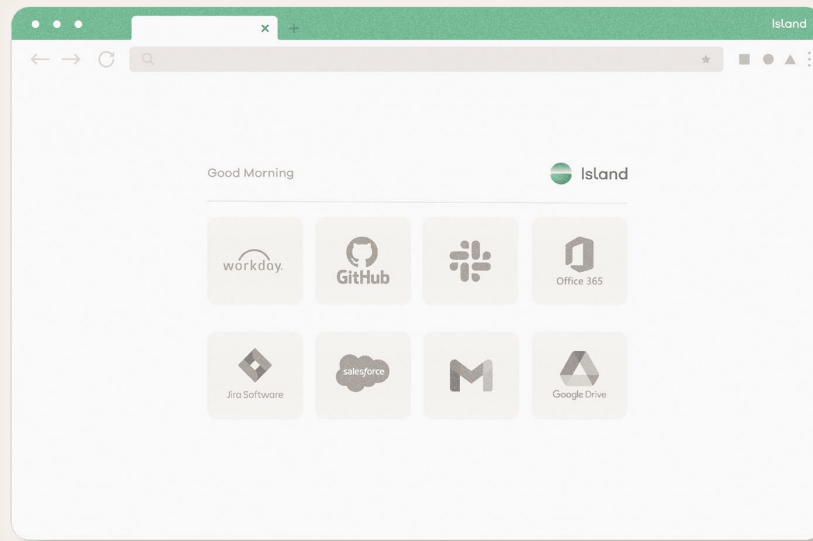 Island
Good Morning
Island
workday.
GitHub
Office 365
Jira Software
salesforce
Google Drive